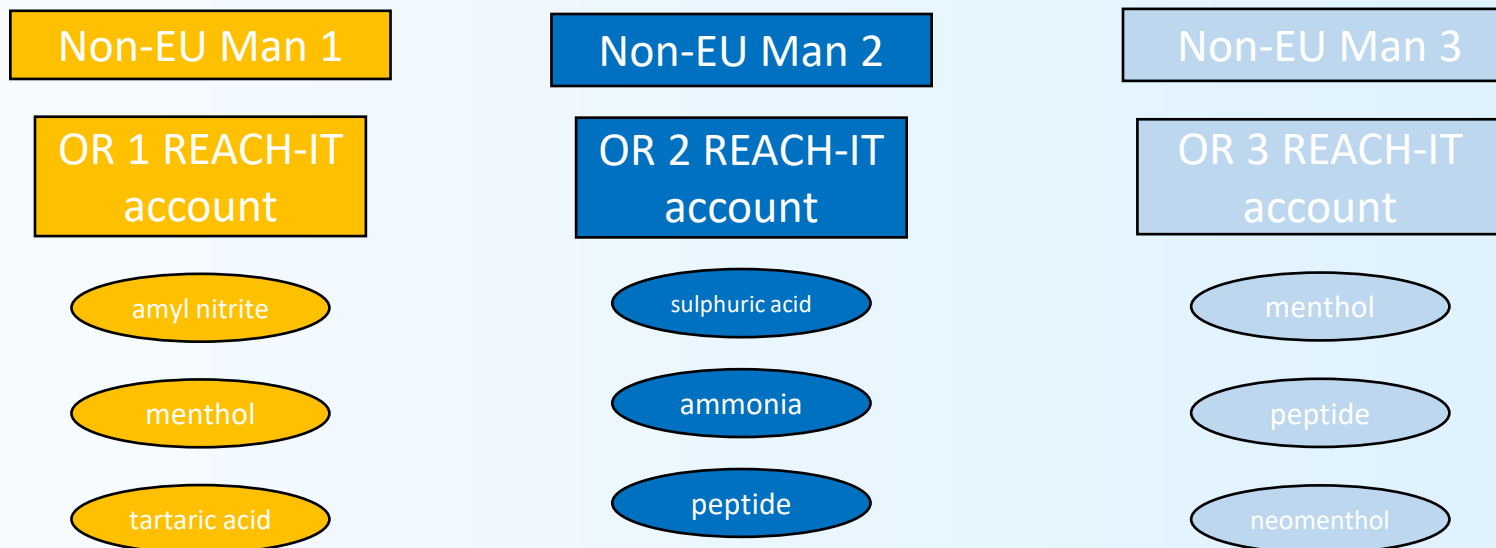 Non-EU Man 1
OR 1 REACH-IT
account
amyl nitrite
menthol
tartaric acid
Non-EU Man 2
OR 2 REACH-IT
account
sulphuric acid
ammonia
peptide
Non-EU Man 3
OR 3 REACH-IT
account
menthol
peptide
neomenthol